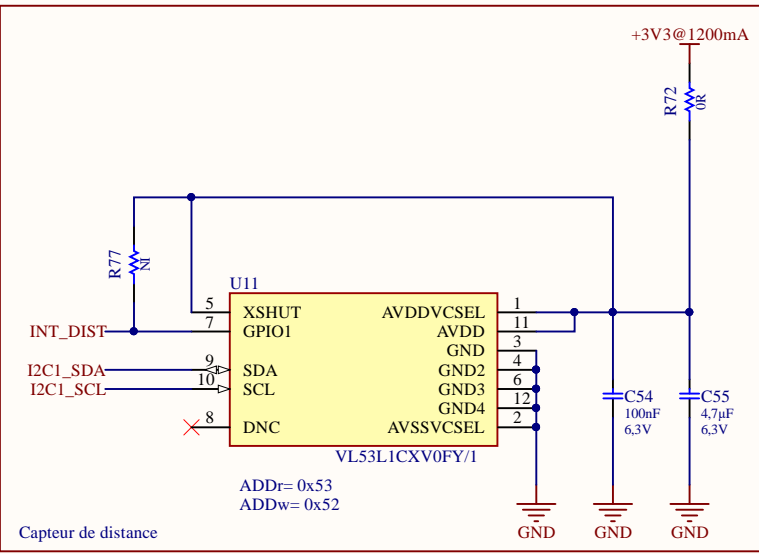 +3V3@1200mA
R72
0R
R77
NI
U11
5 XSHUT AVDDVCSEL 1
INT_DIST 7 GPIO1 AVDD 11
GND 3
I2C1_SDA 9 SDA GND2 4
I2C1_SCL 10 SCL GND3 6
GND4 12
8 DNC AVSSVCSEL 2
VL53L1CXV0FY/1
C54
100nF
6,3V
C55
4,7µF
6,3V
ADDr= 0x53
ADDw= 0x52
GND GND GND
Capteur de distance